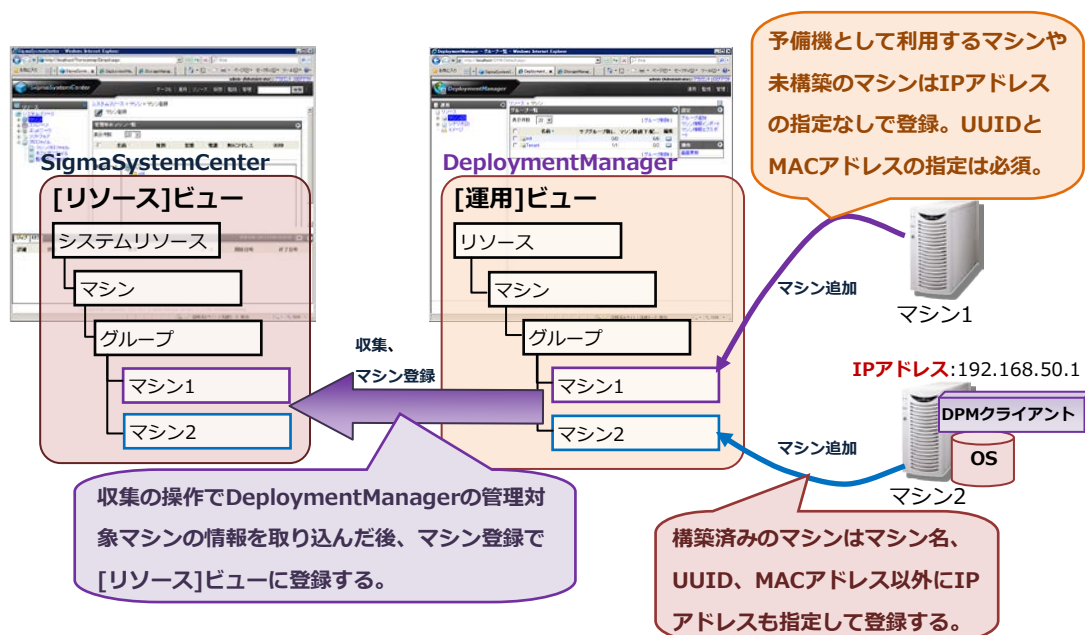 SigmaSystemCenter
[リソース]ビュー
システムリソース
マシン
グループ
マシン1
マシン2
収集、
マシン登録
DeploymentManager
[運用]ビュー
リソース
マシン
グループ
マシン1
マシン2
予備機として利用するマシンや
未構築のマシンはIPアドレス
の指定なしで登録。UUIDと
MACアドレスの指定は必須。
マシン追加
マシン1
IPアドレス:192.168.50.1
DPMクライアント
OS
マシン追加
マシン2
収集の操作でDeploymentManagerの管理対
象マシンの情報を取り込んだ後、マシン登録で
[リソース]ビューに登録する。
構築済みのマシンはマシン名、
UUID、MACアドレス以外にIP
アドレスも指定して登録する。